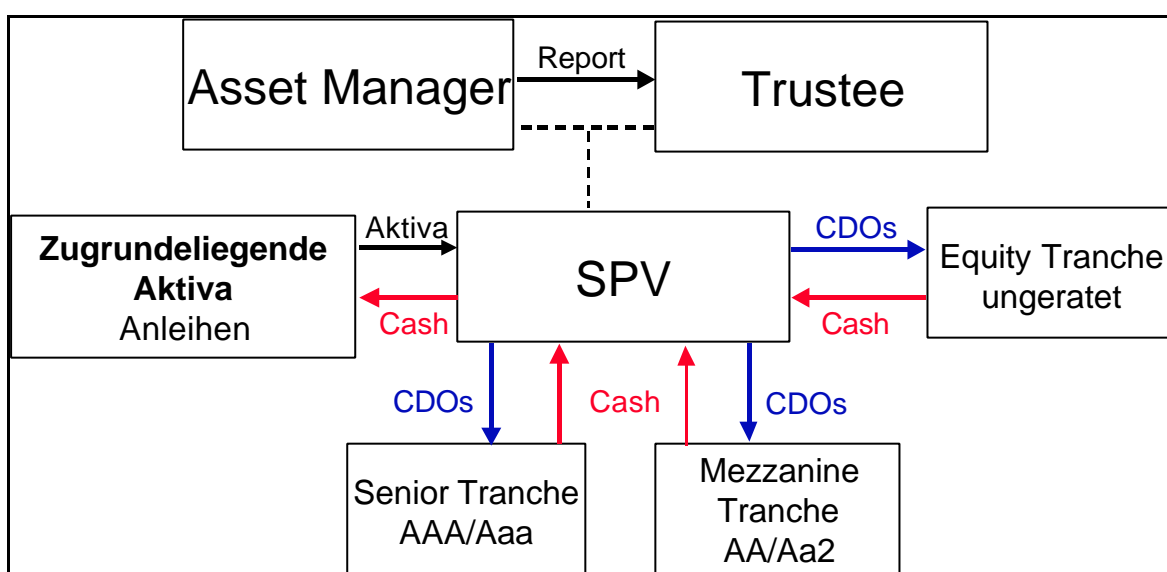 Asset Manager
Report
Trustee
Zugrundeliegende
Aktiva
Anleihen
Aktiva
Cash
SPV
CDOs
Cash
Equity Tranche
ungeratet
CDOs
Cash
CDOs
Senior Tranche
AAA/Aaa
Mezzanine
Tranche
AA/Aa2